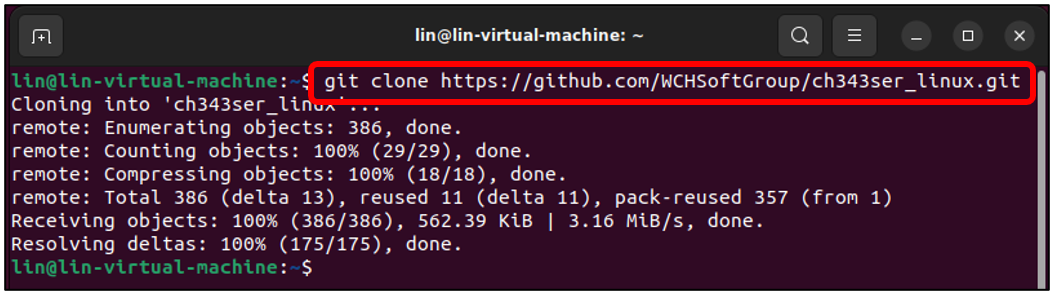 lin@lin-virtual-machine: ~
lin@lin-virtual-machine:~$ git clone https://github.com/WCHSoftGroup/ch343ser_linux.git
Cloning into 'ch343ser_linux'...
remote: Enumerating objects: 386, done.
remote: Counting objects: 100% (29/29), done.
remote: Compressing objects: 100% (18/18), done.
remote: Total 386 (delta 13), reused 11 (delta 11), pack-reused 357 (from 1)
Receiving objects: 100% (386/386), 562.39 KiB | 3.16 MiB/s, done.
Resolving deltas: 100% (175/175), done.
lin@lin-virtual-machine:~$